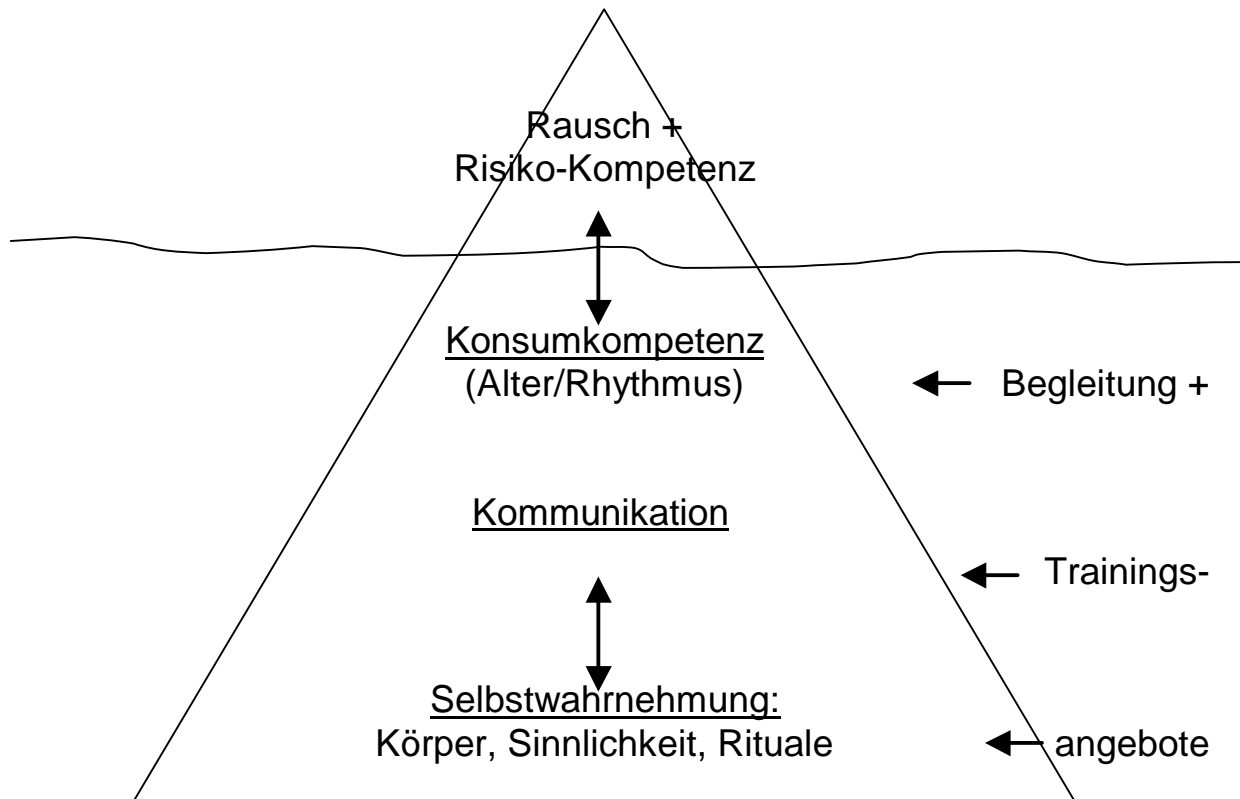 Rausch +
Risiko-Kompetenz
Konsumkompetenz
(Alter/Rhythmus)
Begleitung +
Kommunikation
Trainings-
Selbstwahrnehmung:
Körper, Sinnlichkeit, Rituale
angebote